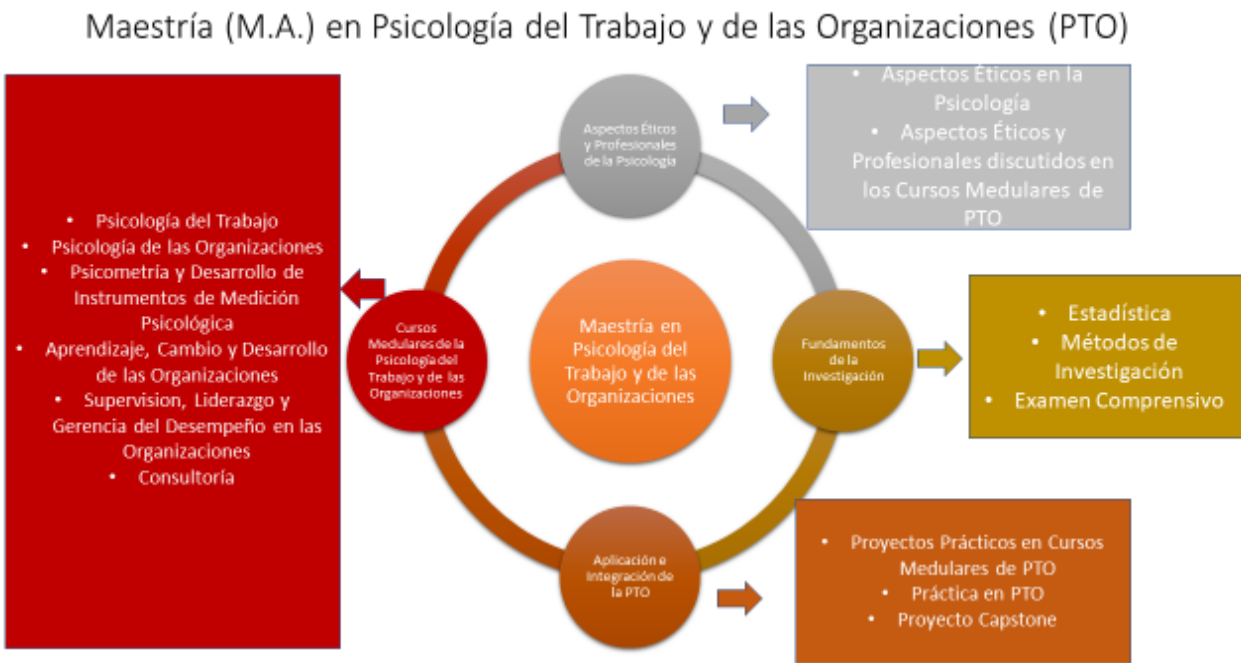 Maestría (M.A.) en Psicología del Trabajo y de las Organizaciones (PTO)
• Psicología del Trabajo
• Psicología de las Organizaciones
• Psicometría y Desarrollo de
Instrumentos de Medición
Psicológica
• Aprendizaje, Cambio y Desarrollo
de las Organizaciones
• Supervision, Liderazgo y
Gerencia del Desempeño en las
Organizaciones
• Consultoría
Aspectos Éticos
y Profesionales
de la Psicología
• Aspectos Éticos en la
Psicología
• Aspectos Éticos y
Profesionales discutidos en
los Cursos Medulares de
PTO
Cursos
Medulares de la
Psicología del
Trabajo y de las
Organizaciones
Maestría en
Psicología del
Trabajo y de las
Organizaciones
Fundamentos
de la
Investigación
• Estadística
• Métodos de
Investigación
• Examen Comprensivo
Aplicación e
Integración de
la PTO
• Proyectos Prácticos en Cursos
Medulares de PTO
• Práctica en PTO
• Proyecto Capstone